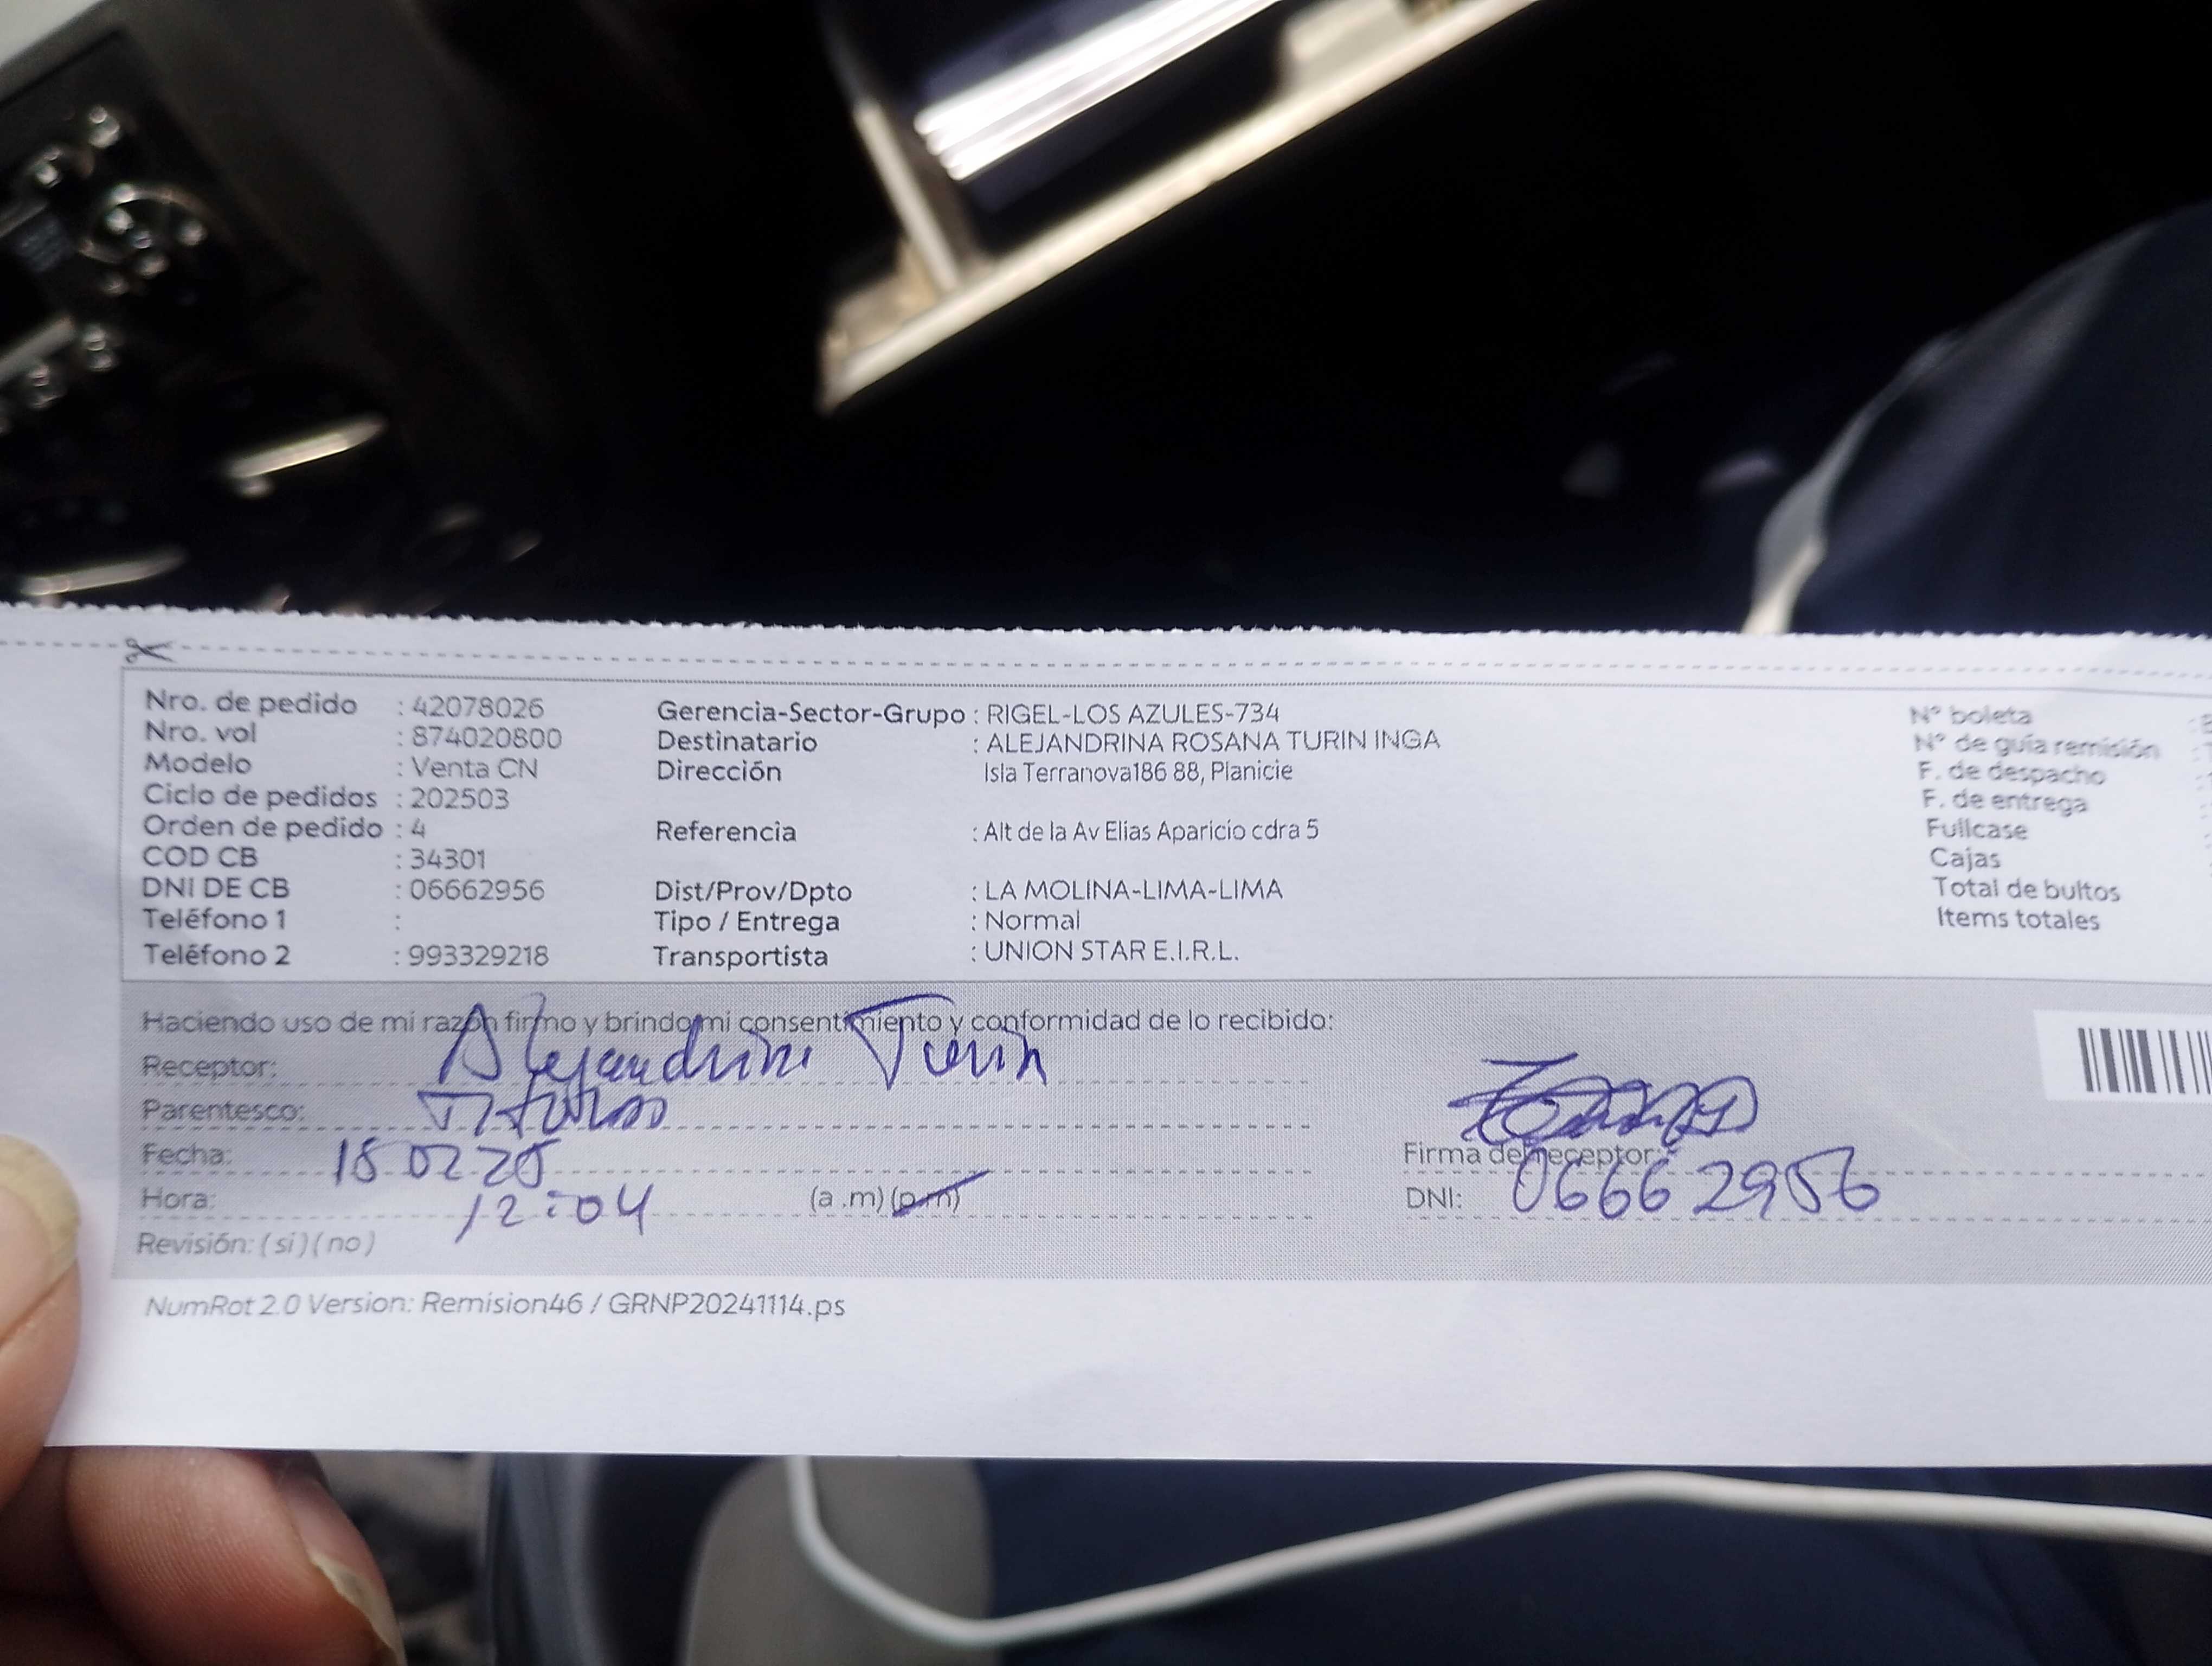 Nro. de pedido : 42078026
Nro. vol : 874020800
Modelo : Venta CN
Ciclo de pedidos : 202503
Orden de pedido : 4
COD CB : 34301
DNI DE CB : 06662956
Teléfono 1 :
Teléfono 2 : 993329218
Gerencia-Sector-Grupo : RIGEL-LOS AZULES-734
Destinatario : ALEJANDRINA ROSANA TURIN INGA
Dirección Isla Terranova186 88, Planicie
Referencia : Alt de la Av Elias Aparicio cdra 5
Dist/Prov/Dpto : LA MOLINA-LIMA-LIMA
Tipo / Entrega : Normal
Transportista : UNION STAR E.I.R.L.
N° boleta
N° de guía remisión
F. de despacho
F. de entrega
Fullcase
Cajas
Total de bultos
Items totales
Haciendo uso de mi razón firmo y brindo mi consentimiento y conformidad de lo recibido:
Receptor: Alejandrina Turin
Parentesco:
Fecha: 15 02 25
Hora: 12:04 (a .m) (p.m)
Revisión: ( si ) ( no )
Firma del receptor:
DNI: 06662956
NumRot 2.0 Version: Remision46 / GRNP20241114.ps